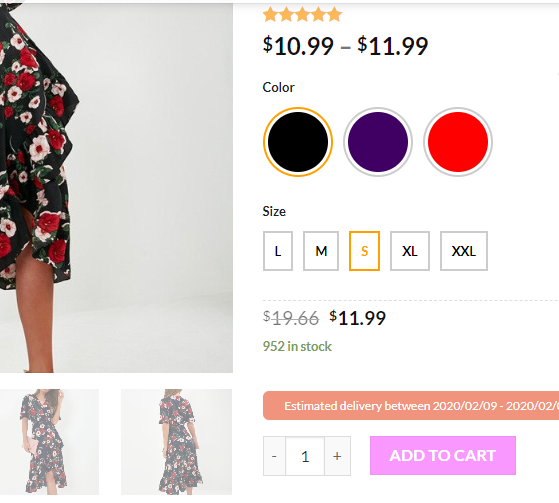 $10.99 – $11.99
Color
Size
L M S XL XXL
$19.66 $11.99
952 in stock
Estimated delivery between 2020/02/09 - 2020/02/
- 1 +
ADD TO CART